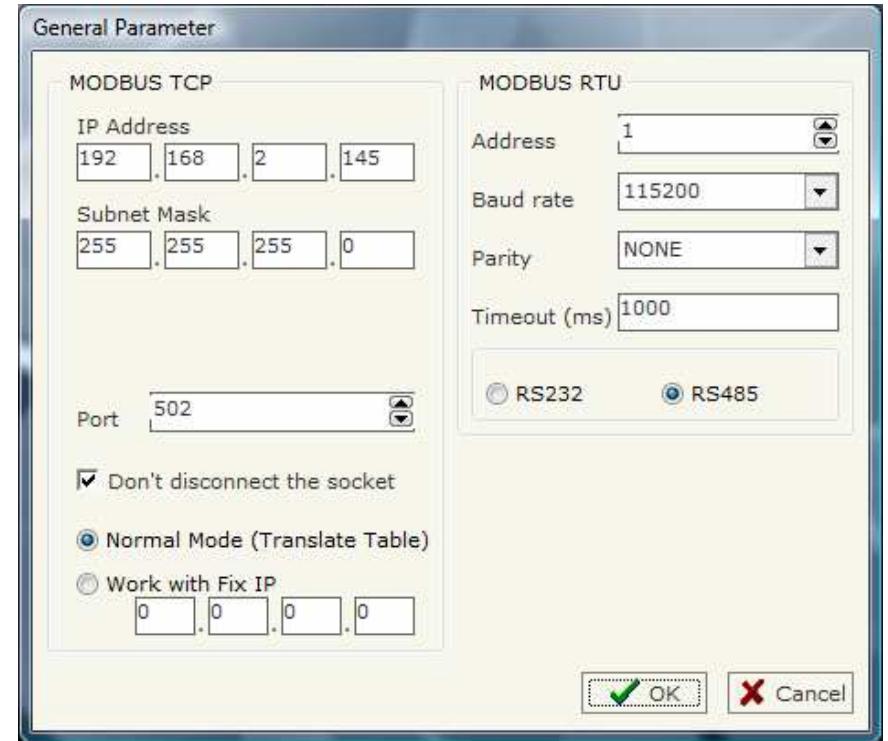 General Parameter
MODBUS TCP
IP Address
192 . 168 . 2 . 145
Subnet Mask
255 . 255 . 255 . 0
Port 502
Don't disconnect the socket
Normal Mode (Translate Table)
Work with Fix IP
0 . 0 . 0 . 0
MODBUS RTU
Address 1
Baud rate 115200
Parity NONE
Timeout (ms) 1000
RS232 RS485
OK Cancel